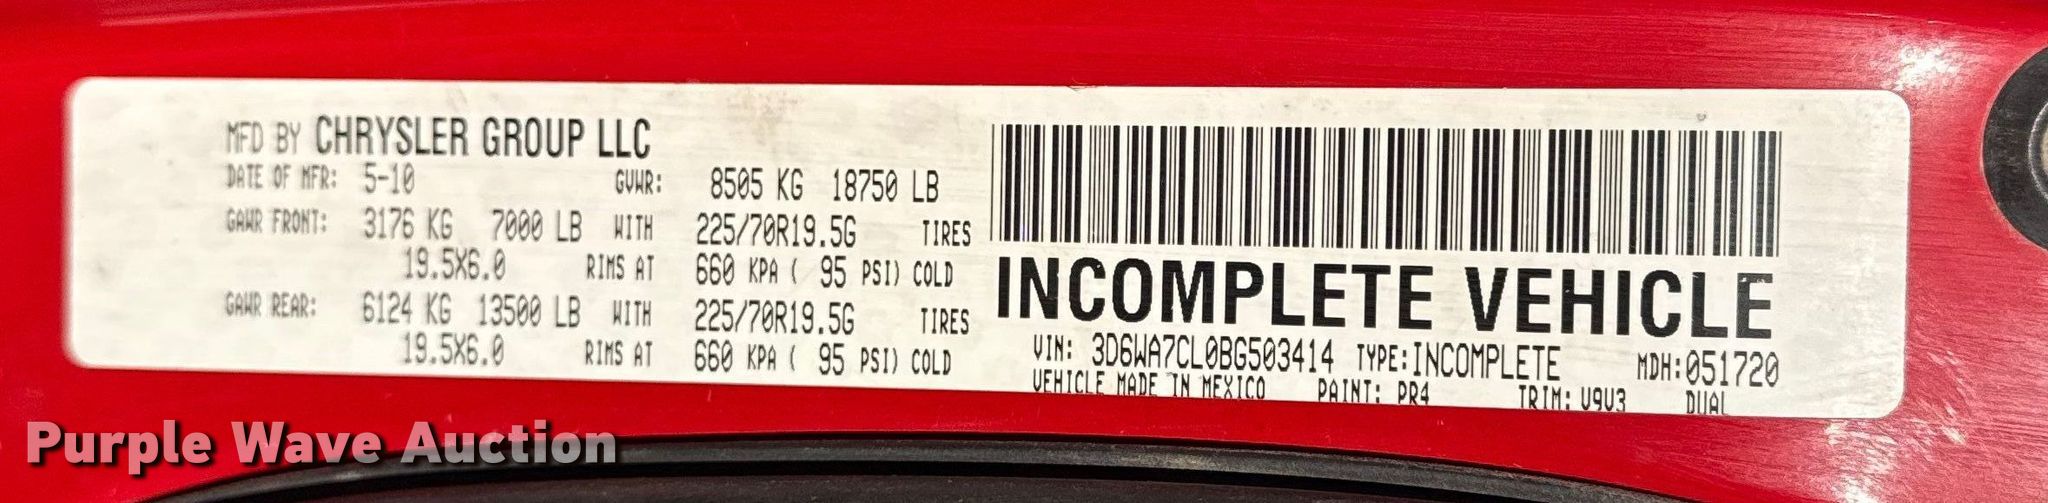 MFD BY CHRYSLER GROUP LLC
DATE OF MFR: 5-10 GVWR: 8505 KG 18750 LB
GAWR FRONT: 3176 KG 7000 LB WITH 225/70R19.5G TIRES
19.5X6.0 RIMS AT 660 KPA ( 95 PSI) COLD
GAWR REAR: 6124 KG 13500 LB WITH 225/70R19.5G TIRES
19.5X6.0 RIMS AT 660 KPA ( 95 PSI) COLD
INCOMPLETE VEHICLE
VIN: 3D6WA7CL0BG503414 TYPE: INCOMPLETE MDH: 051720
VEHICLE MADE IN MEXICO PAINT: PR4 TRIM: V9V3 DUAL
Purple Wave Auction